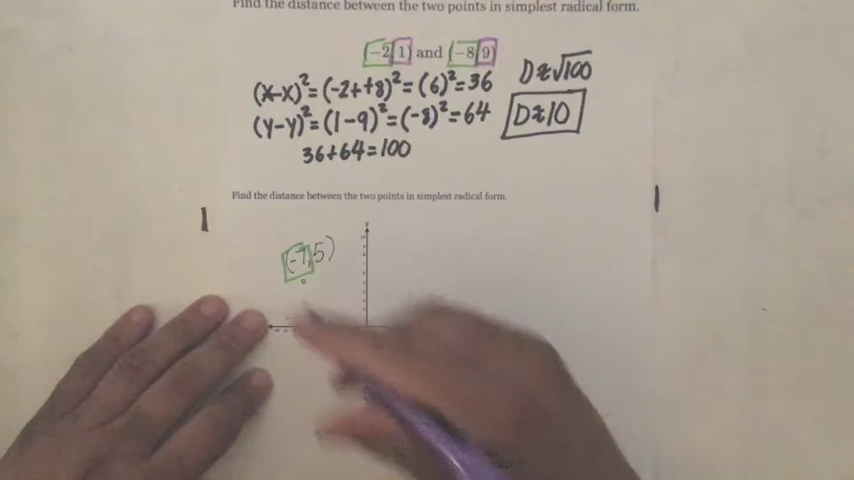 Find the distance between the two points in simplest radical form.
(-2, 1) and (-8, 9)
(x-x)²=(-2++8)²=(6)²=36
(y-y)²=(1-9)²=(-8)²=64
36+64=100
D≈√100
D≈10
Find the distance between the two points in simplest radical form.
(-7,5)
y